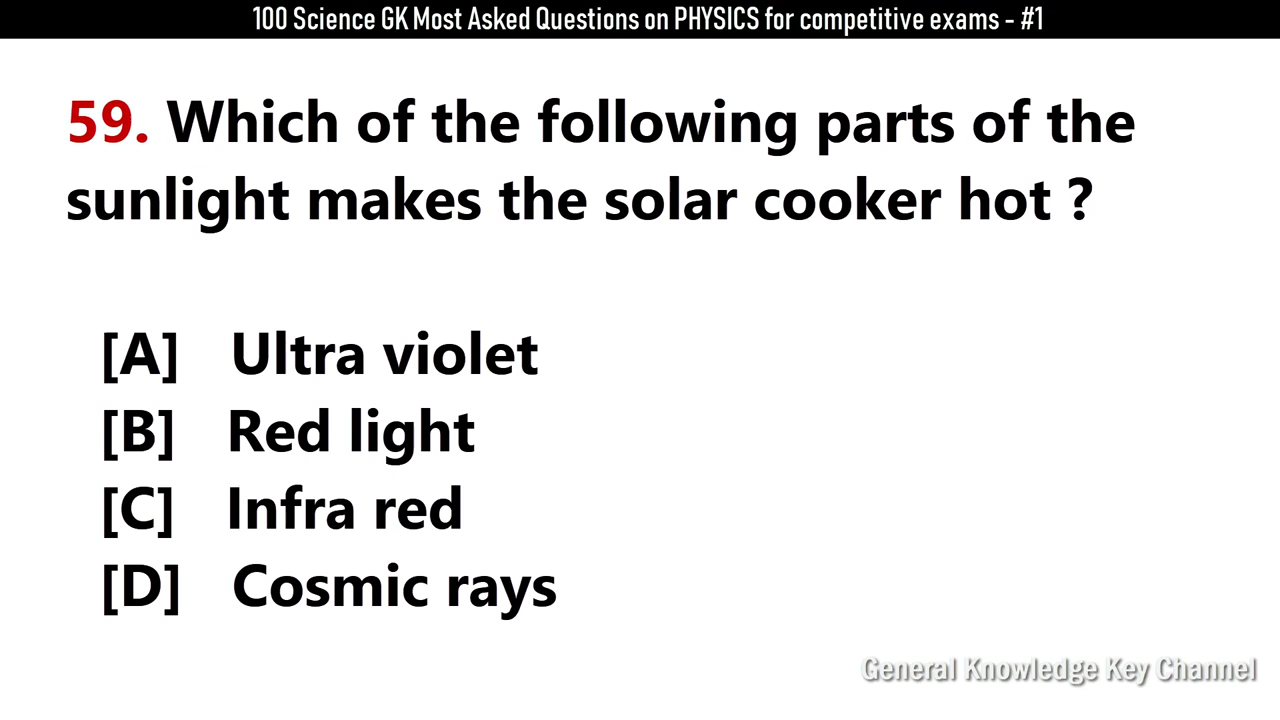 100 Science GK Most Asked Questions on PHYSICS for competitive exams - #1
59. Which of the following parts of the
sunlight makes the solar cooker hot ?
[A] Ultra violet
[B] Red light
[C] Infra red
[D] Cosmic rays
General Knowledge Key Channel